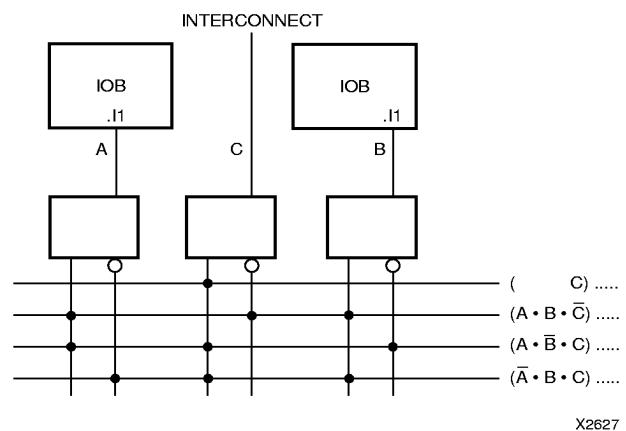 INTERCONNECT
IOB
IOB
.I1
.I1
A
C
B
( C) .....
(A • B • C̅) .....
(A • B̅ • C) .....
(A̅ • B • C) .....
X2627